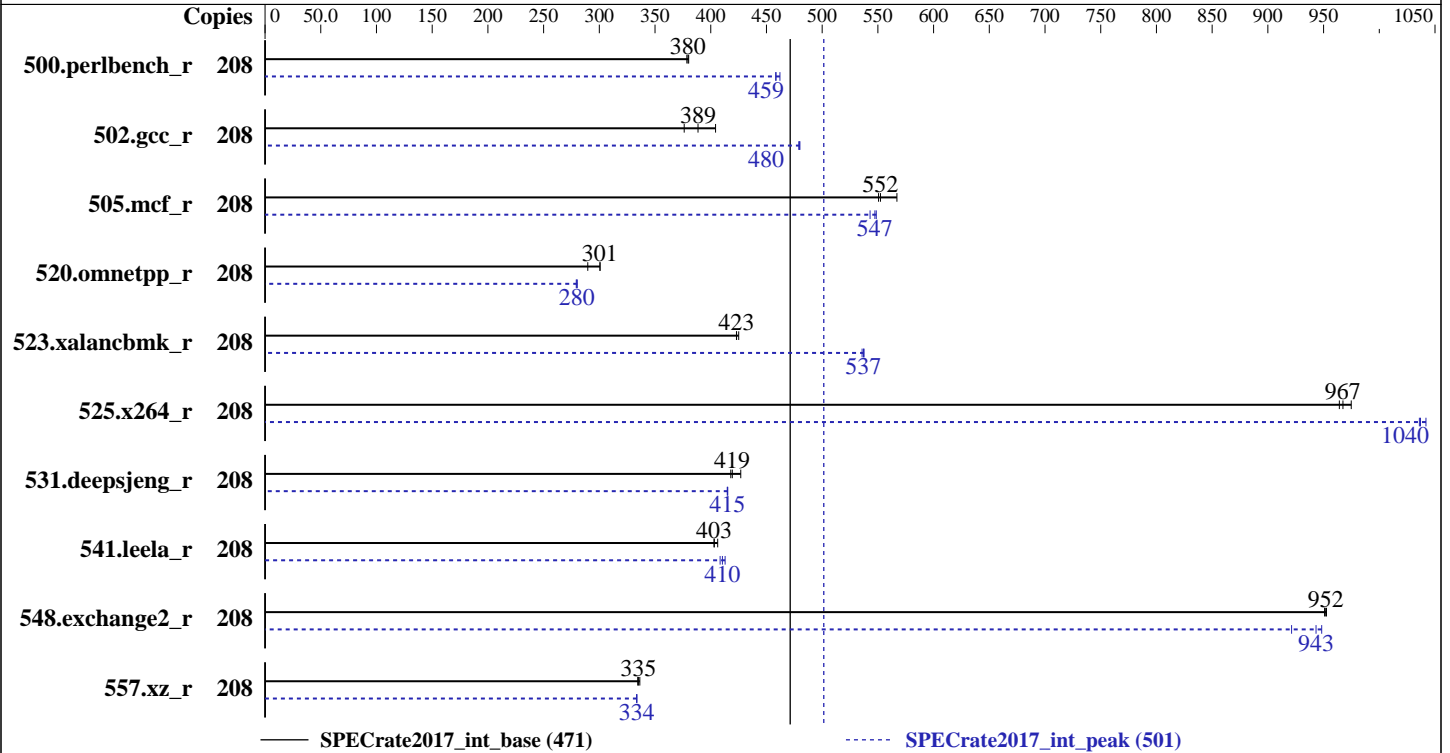 Copies 0 50.0 100 150 200 250 300 350 400 450 500 550 600 650 700 750 800 850 900 950 1050
380
500.perlbench_r 208
459
389
502.gcc_r 208
480
552
505.mcf_r 208
547
301
520.omnetpp_r 208
280
423
523.xalancbmk_r 208
537
967
525.x264_r 208
1040
419
531.deepsjeng_r 208
415
403
541.leela_r 208
410
952
548.exchange2_r 208
943
335
557.xz_r 208
334
SPECrate2017_int_base (471) SPECrate2017_int_peak (501)